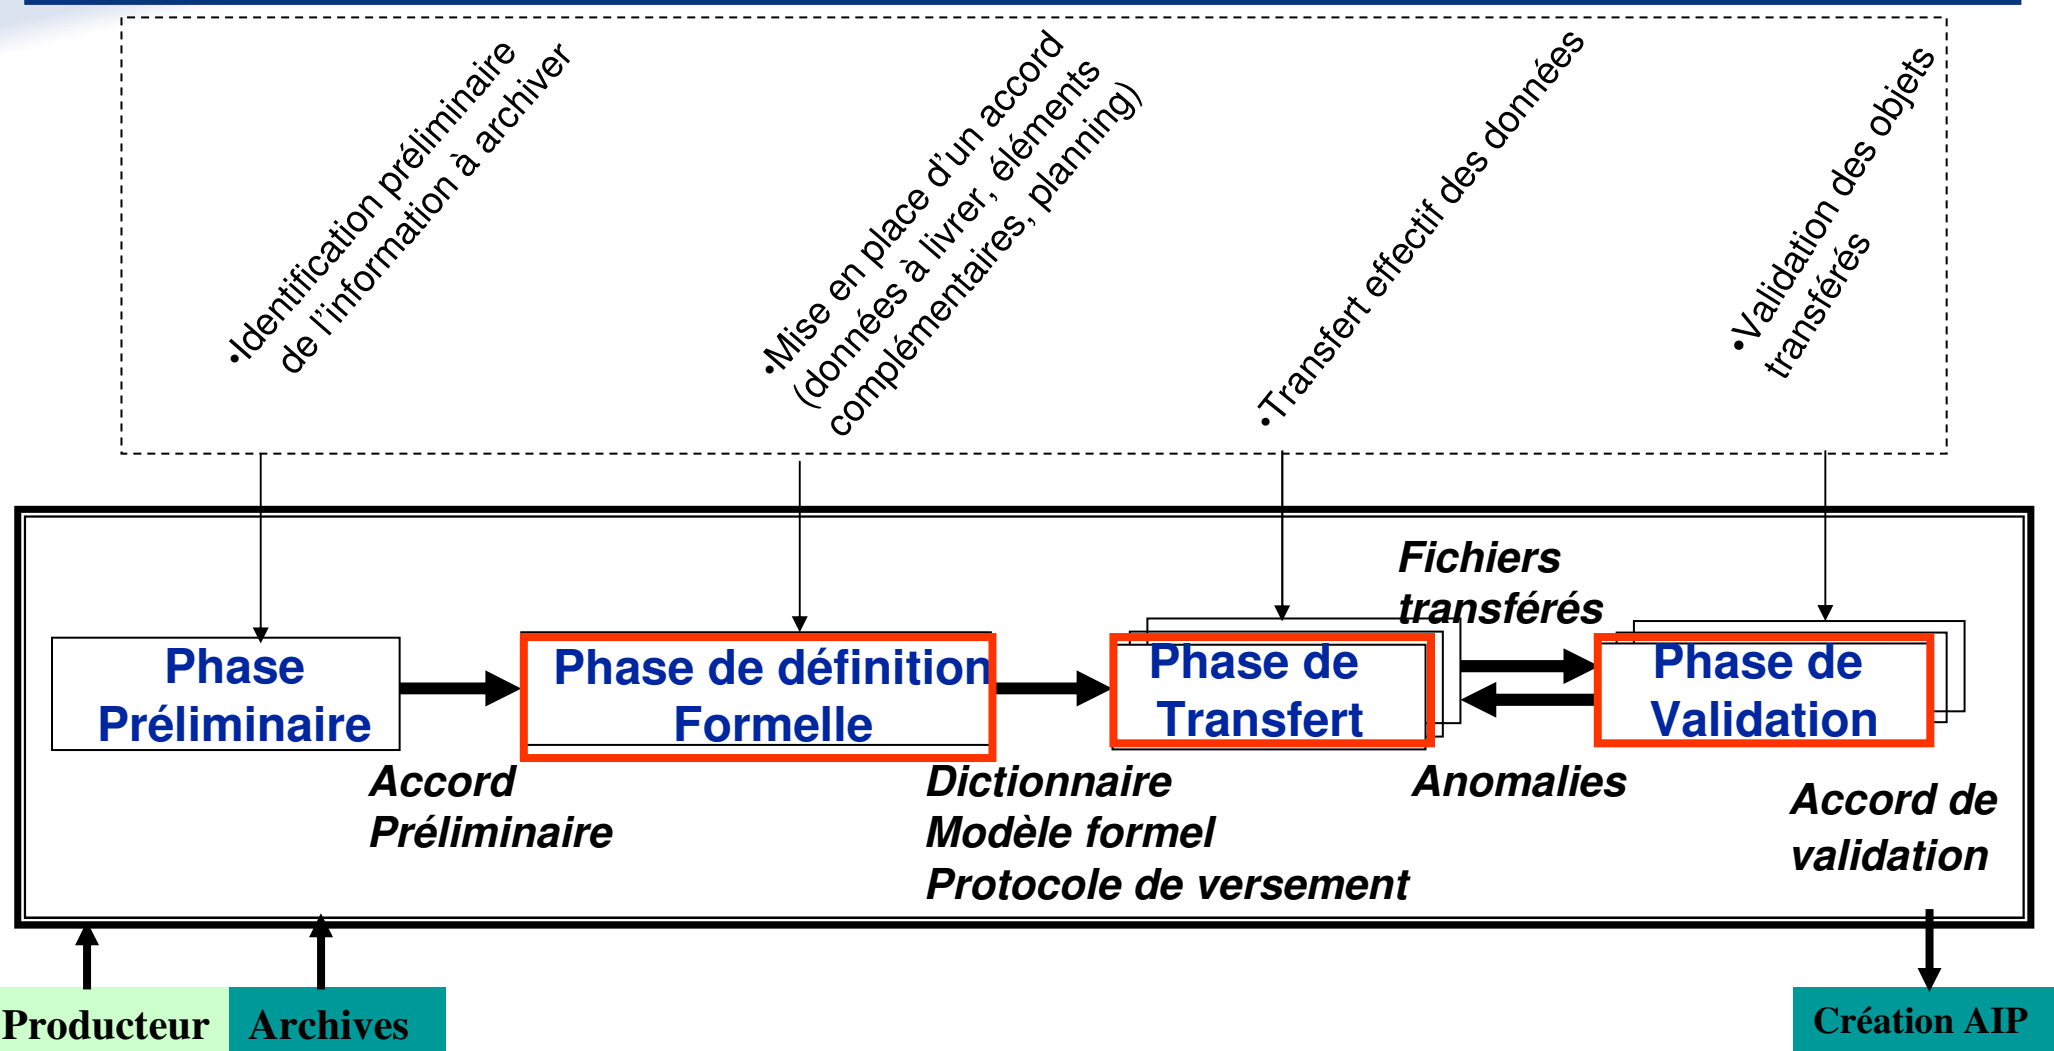 •Identification préliminaire
de l'information à archiver
•Mise en place d'un accord
(données à livrer, éléments
complémentaires, planning)
•Transfert effectif des données
•Validation des objets
transférés
Fichiers
transférés
Phase
Préliminaire
Phase de définition
Formelle
Phase de
Transfert
Phase de
Validation
Accord
Préliminaire
Dictionnaire
Modèle formel
Protocole de versement
Anomalies
Accord de
validation
Producteur
Archives
Création AIP